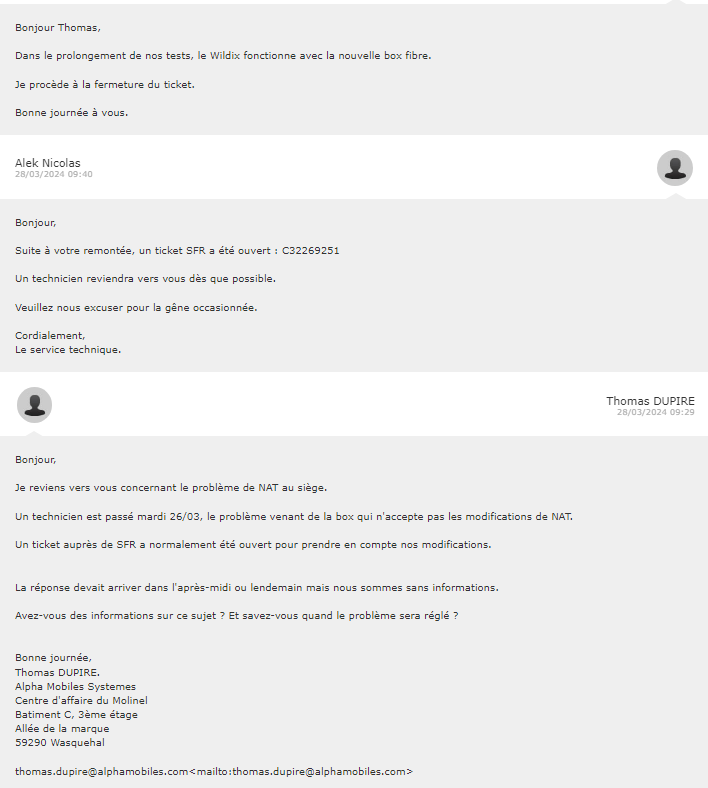 Bonjour Thomas,
Dans le prolongement de nos tests, le Wildix fonctionne avec la nouvelle box fibre.
Je procède à la fermeture du ticket.
Bonne journée à vous.
Alek Nicolas
28/03/2024 09:40
Bonjour,
Suite à votre remontée, un ticket SFR a été ouvert : C32269251
Un technicien reviendra vers vous dès que possible.
Veuillez nous excuser pour la gêne occasionnée.
Cordialement,
Le service technique.
Thomas DUPIRE
28/03/2024 09:29
Bonjour,
Je reviens vers vous concernant le problème de NAT au siège.
Un technicien est passé mardi 26/03, le problème venant de la box qui n'accepte pas les modifications de NAT.
Un ticket auprès de SFR a normalement été ouvert pour prendre en compte nos modifications.
La réponse devait arriver dans l'après-midi ou lendemain mais nous sommes sans informations.
Avez-vous des informations sur ce sujet ? Et savez-vous quand le problème sera réglé ?
Bonne journée,
Thomas DUPIRE.
Alpha Mobiles Systemes
Centre d'affaire du Molinel
Batiment C, 3ème étage
Allée de la marque
59290 Wasquehal
thomas.dupire@alphamobiles.com<mailto:thomas.dupire@alphamobiles.com>